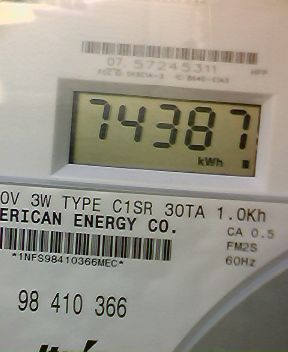 07. 57245311
HPP
74387
kWh
0V 3W TYPE C1SR 30TA 1.0Kh
ERICAN ENERGY CO.
CA 0.5
FM2S
*1NFS98410366MEC*
60Hz
98 410 366